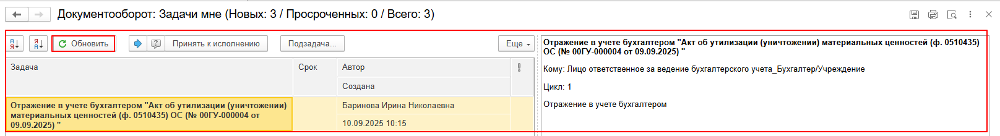 Документооборот: Задачи мне (Новых: 3 / Просроченных: 0 / Всего: 3)
А Я
Я А
Обновить
Принять к исполнению
Подзадача...
Еще
Задача
Срок
Автор
Создана
Отражение в учете бухгалтером "Акт об утилизации (уничтожении)
материальных ценностей (ф. 0510435) ОС (№ 00ГУ-000004 от
09.09.2025) "
Баринова Ирина Николаевна
10.09.2025 10:15
Отражение в учете бухгалтером "Акт об утилизации (уничтожении) материальных ценностей (ф. 0510435)
ОС (№ 00ГУ-000004 от 09.09.2025) "
Кому: Лицо ответственное за ведение бухгалтерского учета_Бухгалтер/Учреждение
Цикл: 1
Отражение в учете бухгалтером